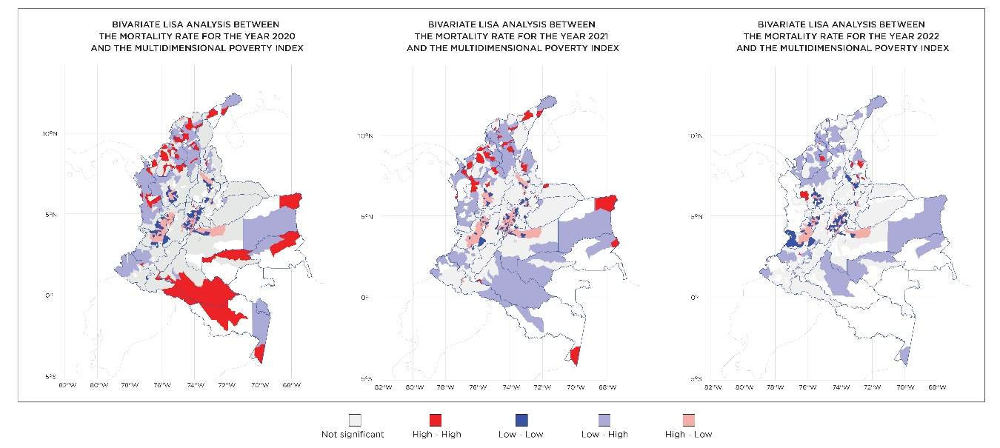 BIVARIATE LISA ANALYSIS BETWEEN
THE MORTALITY RATE FOR THE YEAR 2020
AND THE MULTIDIMENSIONAL POVERTY INDEX
BIVARIATE LISA ANALYSIS BETWEEN
THE MORTALITY RATE FOR THE YEAR 2021
AND THE MULTIDIMENSIONAL POVERTY INDEX
BIVARIATE LISA ANALYSIS BETWEEN
THE MORTALITY RATE FOR THE YEAR 2022
AND THE MULTIDIMENSIONAL POVERTY INDEX
10°N
5°N
0°
5°S
82°W 80°W 76°W 74°W 72°W 70°W 68°W
10°N
5°N
0°
5°S
82°W 80°W 78°W 76°W 74°W 72°W 70°W 68°W
10°N
5°N
0°
5°S
82°W 80°W 78°W 76°W 74°W 72°W 70°W 68°W
Not significant High - High Low - Low Low - High High - Low